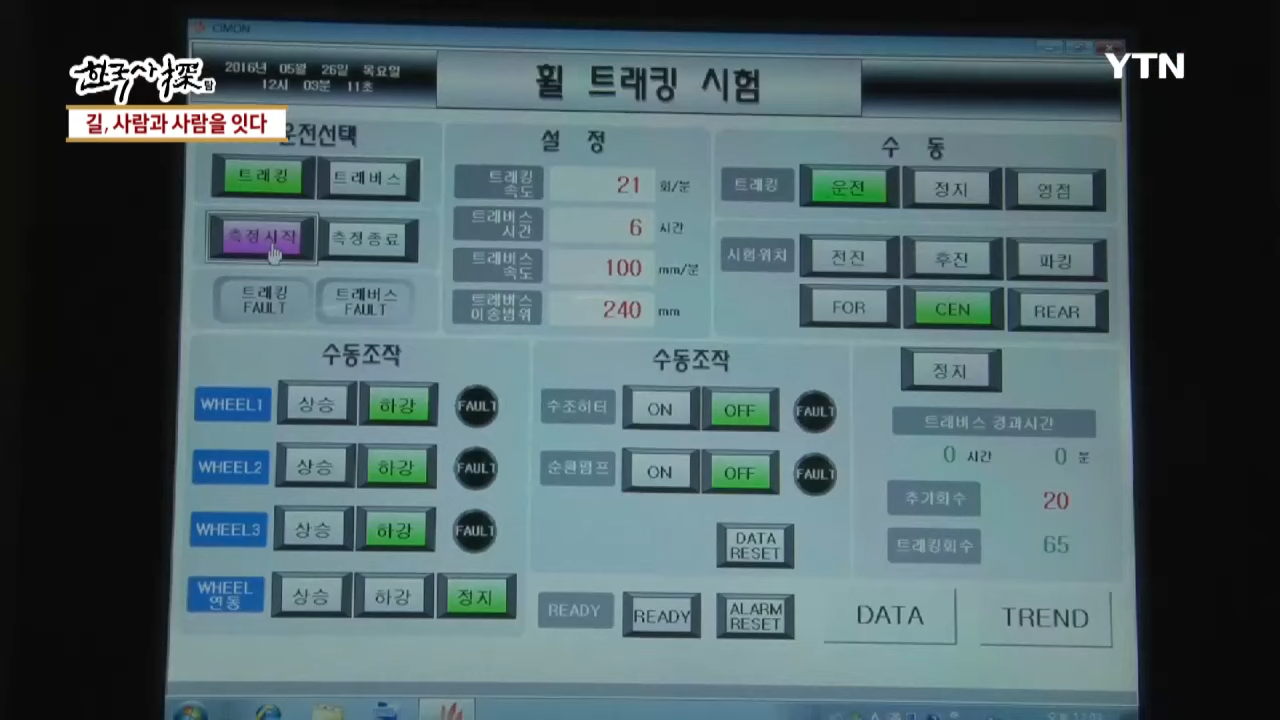 CIMON
한국사 探
탐
YTN
길, 사람과 사람을 잇다
2016년 05월 26일 목요일
12시 03분 11초
휠 트래킹 시험
운전선택
트래킹 트레버스
측정시작 측정종료
트래킹 FAULT
트레버스 FAULT
설 정
트래킹 속도 21 회/분
트레버스 시간 6 시간
트레버스 속도 100 mm/분
트레버스 이송범위 240 mm
수 동
트래킹 운전 정지 영점
시험위치 전진 후진 파킹
FOR CEN REAR
정지
수동조작
WHEEL1 상승 하강 FAULT
WHEEL2 상승 하강 FAULT
WHEEL3 상승 하강 FAULT
WHEEL 연동 상승 하강 정지
수동조작
수조히터 ON OFF FAULT
순환펌프 ON OFF FAULT
DATA RESET
READY READY ALARM RESET
트레버스 경과시간
0 시간 0 분
추가회수 20
트래킹회수 65
DATA TREND